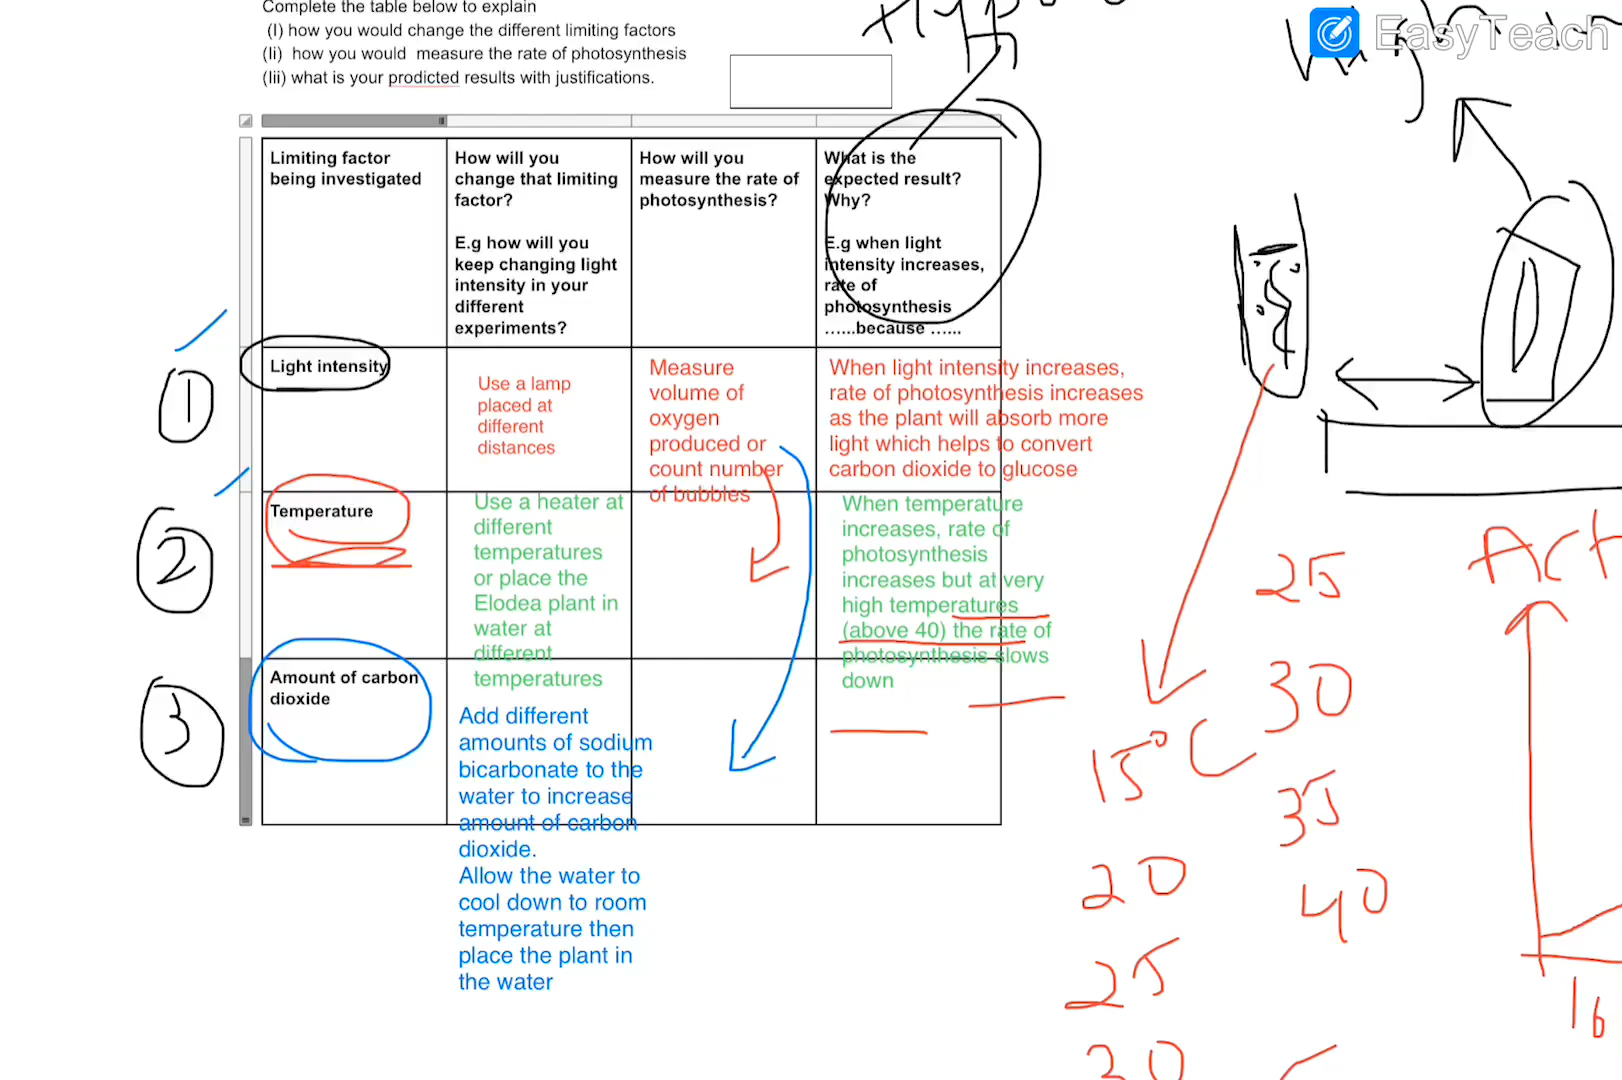 Complete the table below to explain
(I) how you would change the different limiting factors
(Ii) how you would measure the rate of photosynthesis
(Iii) what is your prodicted results with justifications.
EasyTeach
Limiting factor
being investigated
How will you
change that limiting
factor?
E.g how will you
keep changing light
intensity in your
different
experiments?
How will you
measure the rate of
photosynthesis?
What is the
expected result?
Why?
E.g when light
intensity increases,
rate of
photosynthesis
......because ......
1
Light intensity
Use a lamp
placed at
different
distances
Measure
volume of
oxygen
produced or
count number
of bubbles
When light intensity increases,
rate of photosynthesis increases
as the plant will absorb more
light which helps to convert
carbon dioxide to glucose
2
Temperature
Use a heater at
different
temperatures
or place the
Elodea plant in
water at
different
temperatures
When temperature
increases, rate of
photosynthesis
increases but at very
high temperatures
(above 40) the rate of
photosynthesis slows
down
3
Amount of carbon
dioxide
Add different
amounts of sodium
bicarbonate to the
water to increase
amount of carbon
dioxide.
Allow the water to
cool down to room
temperature then
place the plant in
the water
15°C
20
25
30
25
30
35
40
Act
16